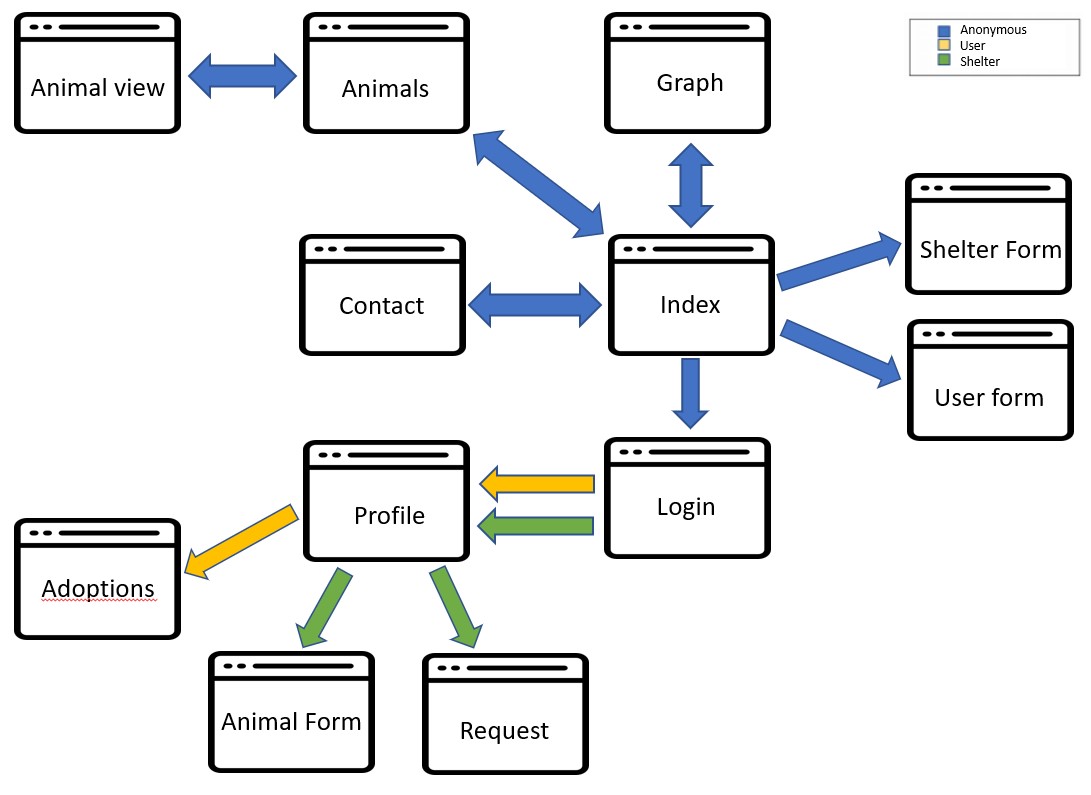 Animal view
Animals
Graph
Anonymous
User
Shelter
Shelter Form
Contact
Index
User form
Profile
Login
Adoptions
Animal Form
Request